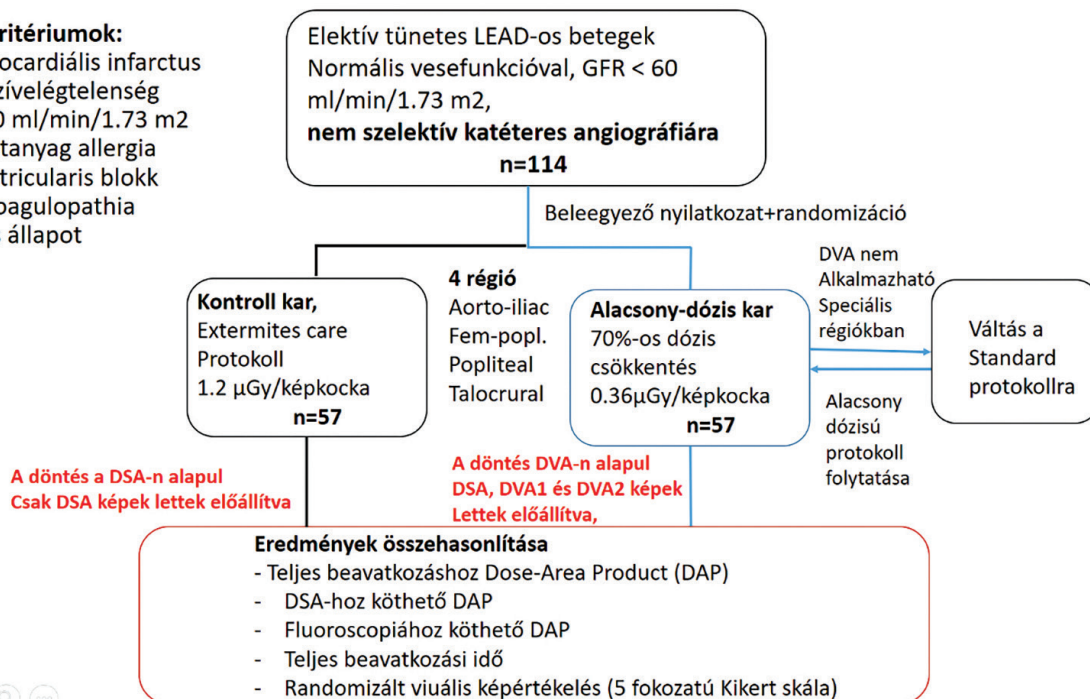 ritériumok:
ocardiális infarctus
zívelégtelenség
0 ml/min/1.73 m2
tanyag allergia
tricularis blokk
oagulopathia
s állapot
Elektív tünetes LEAD-os betegek
Normális vesefunkcióval, GFR < 60
ml/min/1.73 m2,
nem szelektív katéteres angiográfiára
n=114
Beleegyező nyilatkozat+randomizáció
Kontroll kar,
Extermites care
Protokoll
1.2 µGy/képkocka
n=57
4 régió
Aorto-iliac
Fem-popl.
Popliteal
Talocrural
Alacsony-dózis kar
70%-os dózis
csökkentés
0.36µGy/képkocka
n=57
DVA nem
Alkalmazható
Speciális
régiókban
Váltás a
Standard
protokollra
Alacsony
dózisú
protokoll
folytatása
A döntés a DSA-n alapul
Csak DSA képek lettek előállítva
A döntés DVA-n alapul
DSA, DVA1 és DVA2 képek
Lettek előállítva,
Eredmények összehasonlítása
- Teljes beavatkozáshoz Dose-Area Product (DAP)
- DSA-hoz köthető DAP
- Fluoroscopiához köthető DAP
- Teljes beavatkozási idő
- Randomizált viuális képértékelés (5 fokozatú Kikert skála)